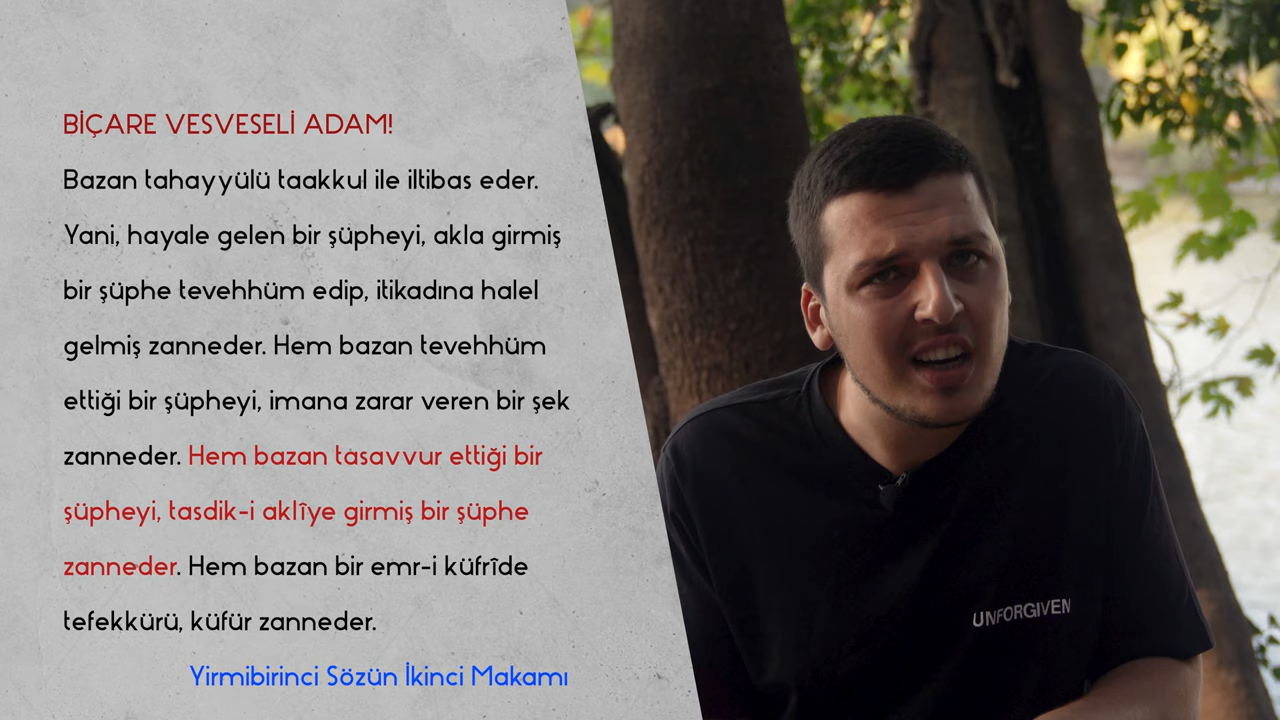 BİÇARE VESVESELİ ADAM!
Bazan tahayyülü taakkul ile iltibas eder.
Yani, hayale gelen bir şüpheyi, akla girmiş
bir şüphe tevehhüm edip, itikadına halel
gelmiş zanneder. Hem bazan tevehhüm
ettiği bir şüpheyi, imana zarar veren bir şek
zanneder. Hem bazan tasavvur ettiği bir
şüpheyi, tasdik-i aklîye girmiş bir şüphe
zanneder. Hem bazan bir emr-i küfrîde
tefekkürü, küfür zanneder.
Yirmibirinci Sözün İkinci Makamı
UNFORGIVEN